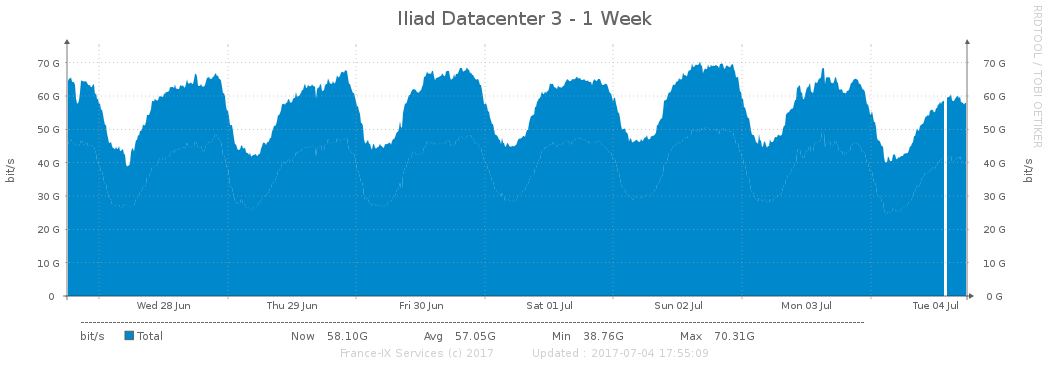 Iliad Datacenter 3 - 1 Week
RRDTOOL / TOBI OETIKER
70 G 70 G
60 G 60 G
50 G 50 G
40 G 40 G
30 G 30 G
20 G 20 G
10 G 10 G
0 0 G
bit/s bit/s
Wed 28 Jun Thu 29 Jun Fri 30 Jun Sat 01 Jul Sun 02 Jul Mon 03 Jul Tue 04 Jul
bit/s Total Now 58.10G Avg 57.05G Min 38.76G Max 70.31G
France-IX Services (c) 2017 Updated : 2017-07-04 17:55:09